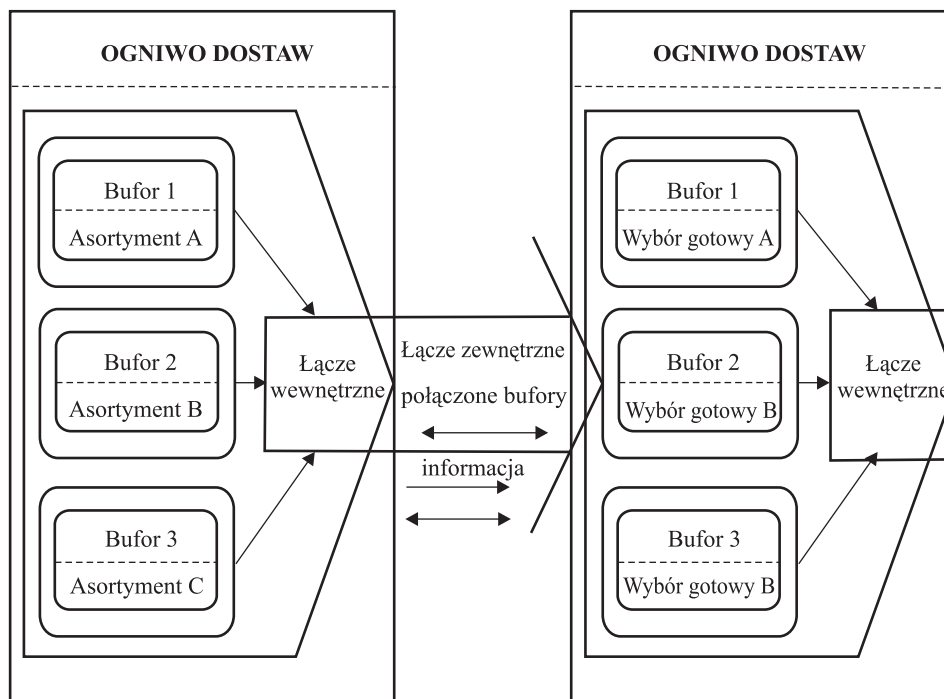 OGNIWO DOSTAW
Bufor 1
Asortyment A
Bufor 2
Asortyment B
Bufor 3
Asortyment C
Łącze
wewnętrzne
Łącze zewnętrzne
połączone bufory
informacja
OGNIWO DOSTAW
Bufor 1
Wybór gotowy A
Bufor 2
Wybór gotowy B
Bufor 3
Wybór gotowy B
Łącze
wewnętrzne